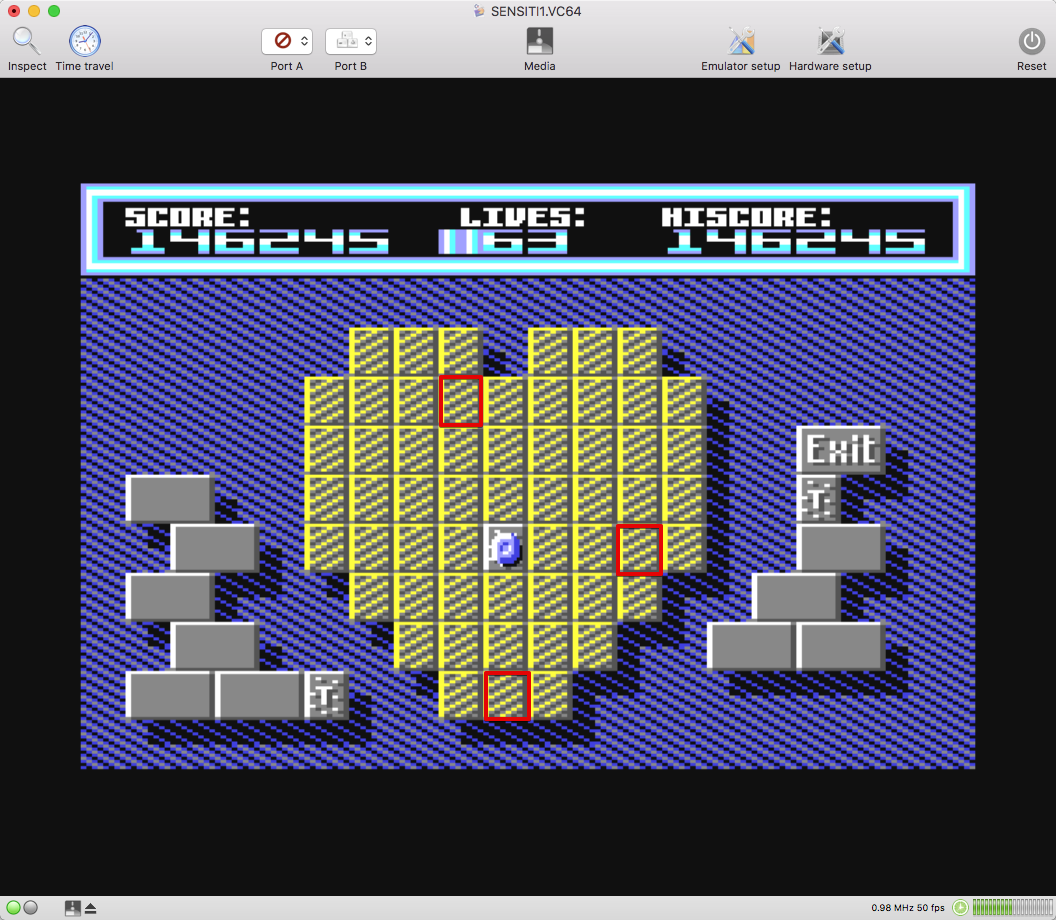 SENSITI1.VC64
Inspect Time travel Port A Port B Media Emulator setup Hardware setup Reset
SCORE: LIVES: HISCORE:
146245 63 146245
Exit
T
T
0.98 MHz 50 fps